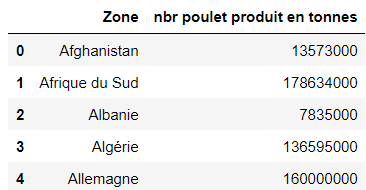 Zone nbr poulet produit en tonnes
0 Afghanistan 13573000
1 Afrique du Sud 178634000
2 Albanie 7835000
3 Algérie 136595000
4 Allemagne 160000000